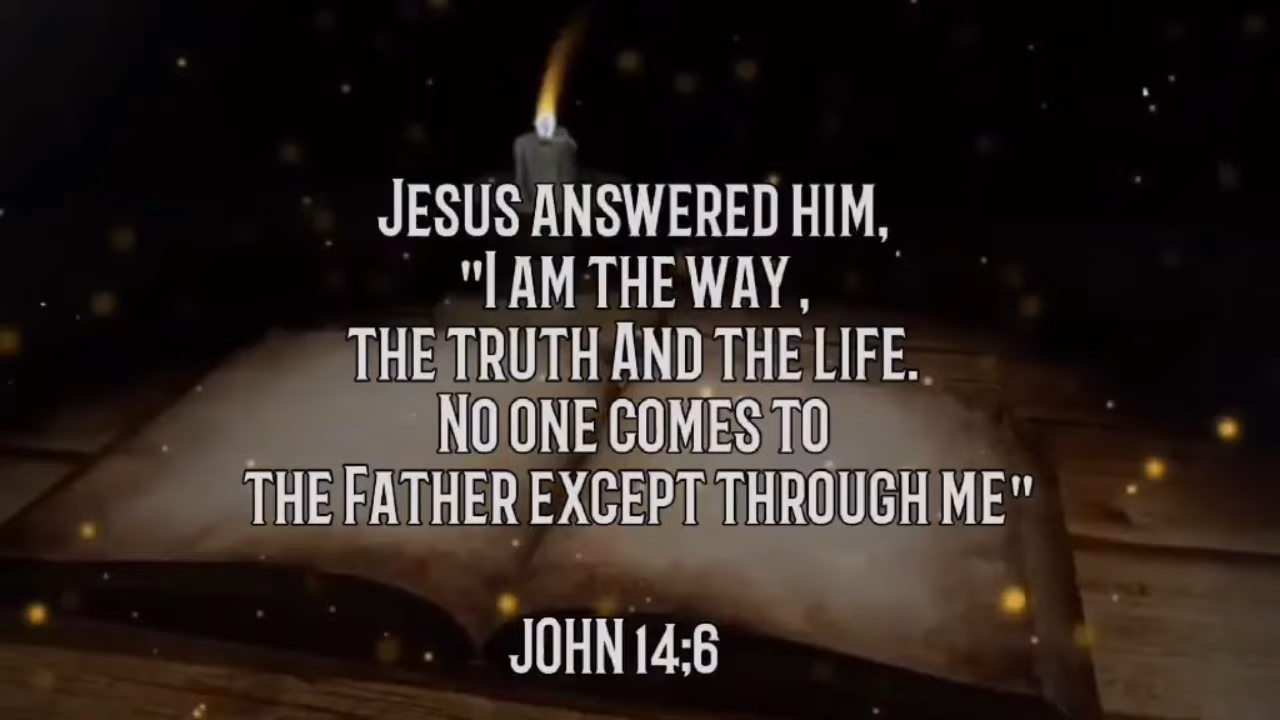 Jesus answered him,
"I am the way ,
the truth And the life.
No one comes to
the Father except through me"
JOHN 14;6